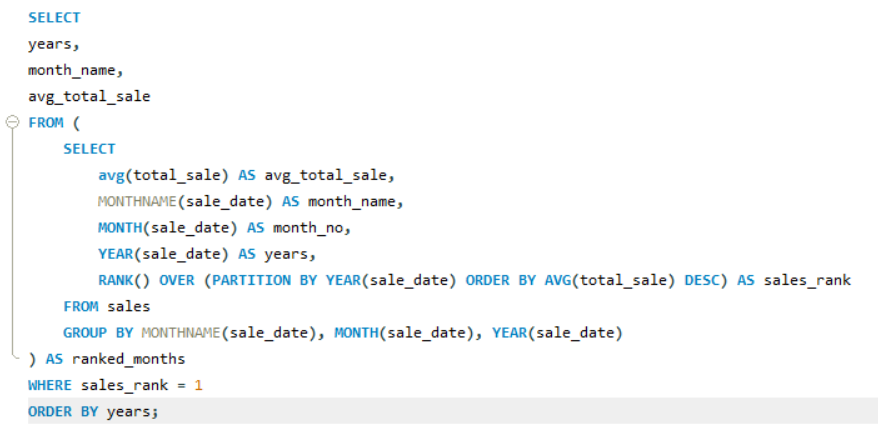 SELECT
years,
month_name,
avg_total_sale
FROM (
SELECT
avg(total_sale) AS avg_total_sale,
MONTHNAME(sale_date) AS month_name,
MONTH(sale_date) AS month_no,
YEAR(sale_date) AS years,
RANK() OVER (PARTITION BY YEAR(sale_date) ORDER BY AVG(total_sale) DESC) AS sales_rank
FROM sales
GROUP BY MONTHNAME(sale_date), MONTH(sale_date), YEAR(sale_date)
) AS ranked_months
WHERE sales_rank = 1
ORDER BY years;